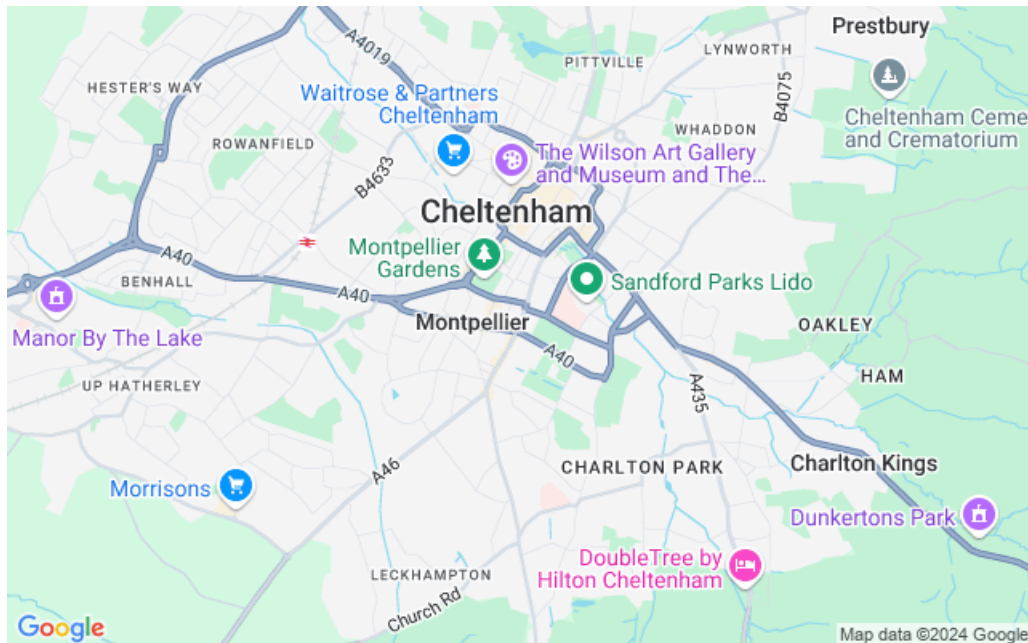 Prestbury
A4019
LYNWORTH
PITTVILLE
HESTER'S WAY
Waitrose & Partners
Cheltenham
B4075
Cheltenham Ceme
and Crematorium
WHADDON
ROWANFIELD
The Wilson Art Gallery
and Museum and The...
B4633
Cheltenham
Montpellier
Gardens
A40
BENHALL
Sandford Parks Lido
A40
Manor By The Lake
Montpellier
OAKLEY
A40
HAM
UP HATHERLEY
A435
A46
CHARLTON PARK
Charlton Kings
Morrisons
Dunkertons Park
DoubleTree by
Hilton Cheltenham
LECKHAMPTON
Church Rd
Google
Map data ©2024 Google